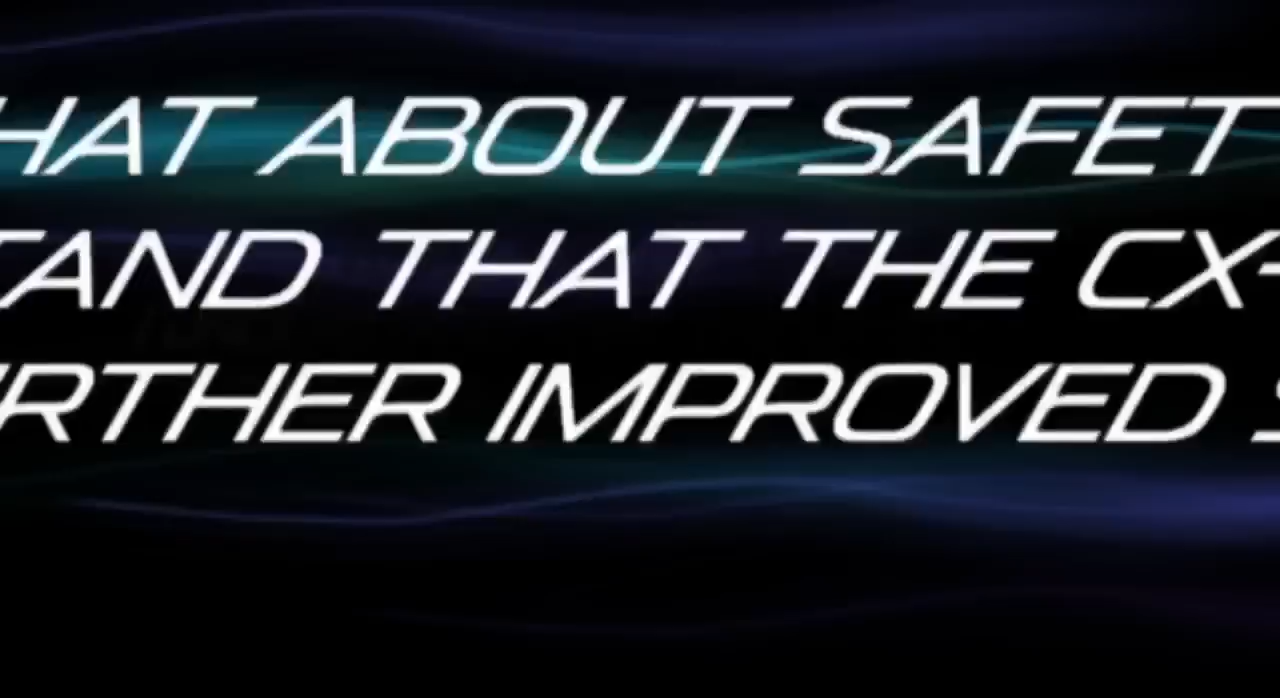 HAT ABOUT SAFET
TAND THAT THE CX-
RTHER IMPROVED S